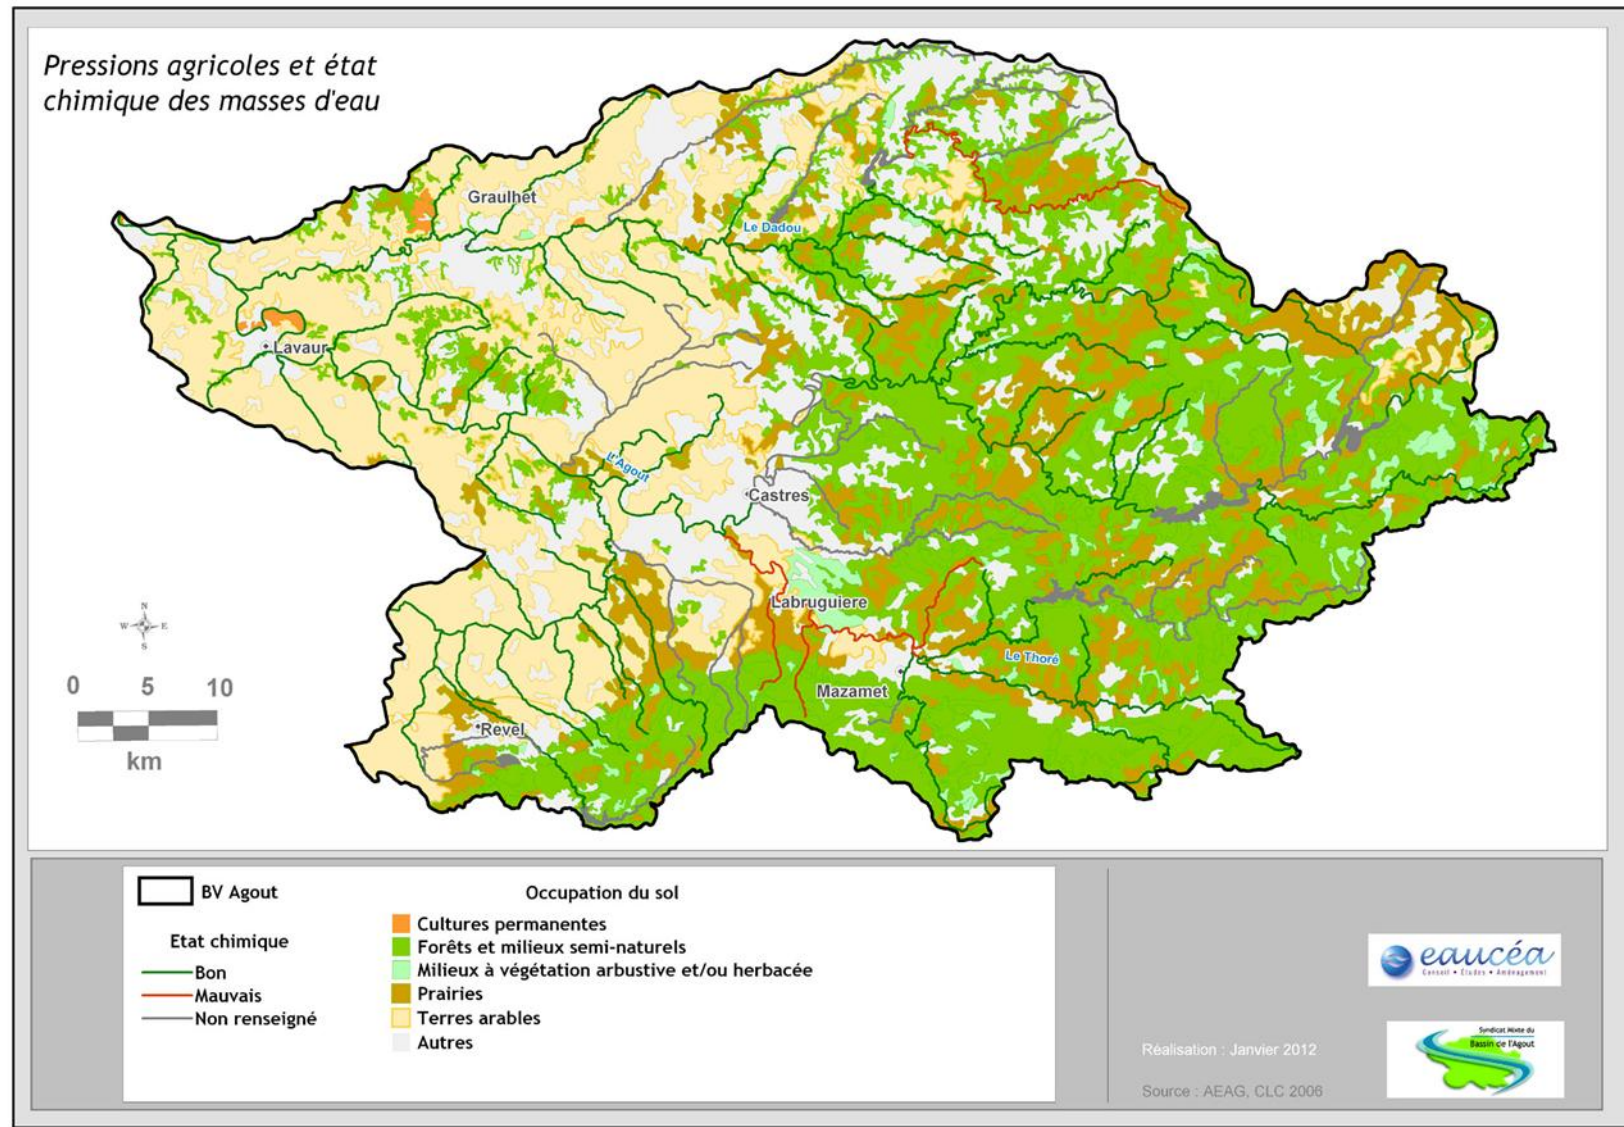 Pressions agricoles et état
chimique des masses d'eau
Graulhet
Le Dadou
Lavaur
L'Agout
Castres
Labruguiere
Le Thoré
Mazamet
Revel
N
W E
S
0 5 10
km
BV Agout
Etat chimique
Bon
Mauvais
Non renseigné
Occupation du sol
Cultures permanentes
Forêts et milieux semi-naturels
Milieux à végétation arbustive et/ou herbacée
Prairies
Terres arables
Autres
eaucéa
Conseil • Études • Aménagement
Syndicat Mixte du
Bassin de l'Agout
Réalisation : Janvier 2012
Source : AEAG, CLC 2006